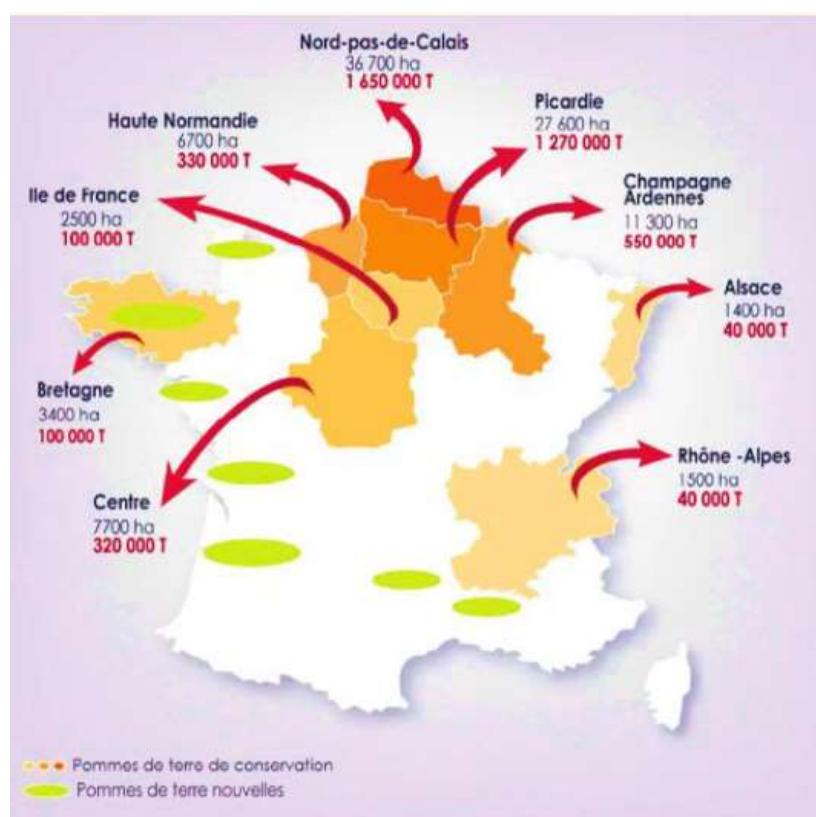 Nord-pas-de-Calais
36 700 ha
1 650 000 T
Picardie
27 600 ha
1 270 000 T
Haute Normandie
6700 ha
330 000 T
Ile de France
2500 ha
100 000 T
Champagne
Ardennes
11 300 ha
550 000 T
Alsace
1400 ha
40 000 T
Bretagne
3400 ha
100 000 T
Rhône -Alpes
1500 ha
40 000 T
Centre
7700 ha
320 000 T
Pommes de terre de conservation
Pommes de terre nouvelles